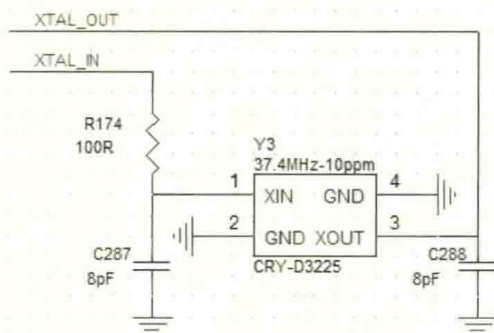 XTAL_OUT
XTAL_IN
R174
100R
Y3
37.4MHz-10ppm
1 XIN GND 4
2 GND XOUT 3
CRY-D3225
C287
8pF
C288
8pF